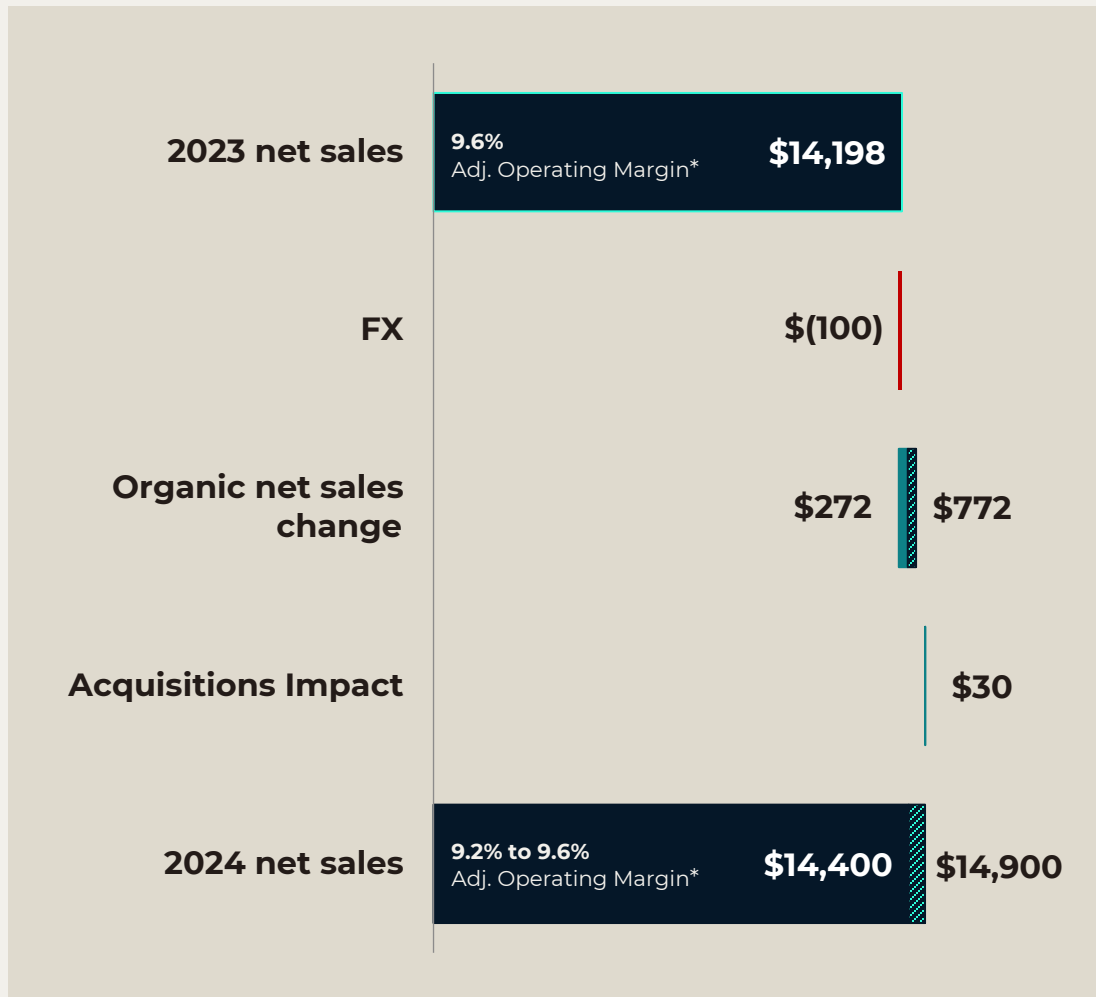 2023 net sales
9.6%
Adj. Operating Margin*
$14,198
FX
$(100)
Organic net sales
change
$272
$772
Acquisitions Impact
$30
2024 net sales
9.2% to 9.6%
Adj. Operating Margin*
$14,400
$14,900